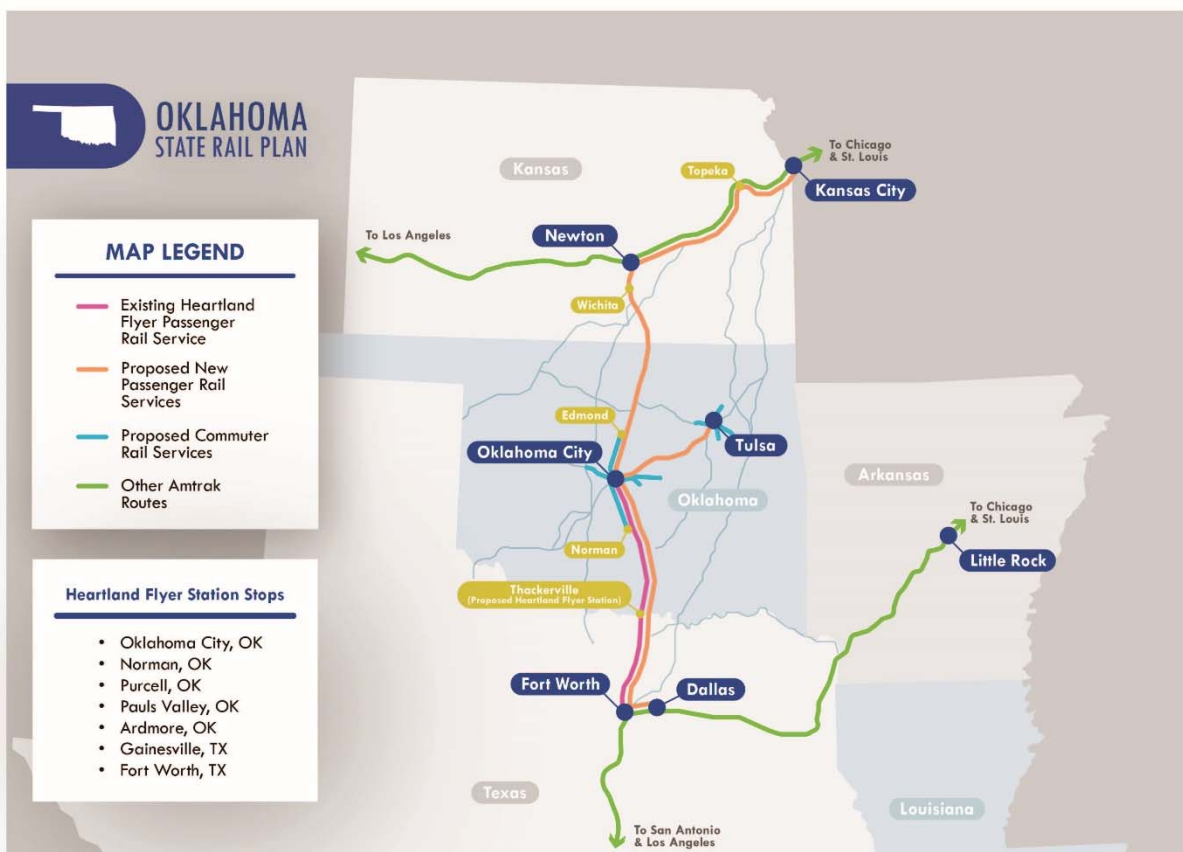 OKLAHOMA
STATE RAIL PLAN
MAP LEGEND
Existing Heartland
Flyer Passenger
Rail Service
Proposed New
Passenger Rail
Services
Proposed Commuter
Rail Services
Other Amtrak
Routes
Heartland Flyer Station Stops
• Oklahoma City, OK
• Norman, OK
• Purcell, OK
• Pauls Valley, OK
• Ardmore, OK
• Gainesville, TX
• Fort Worth, TX
To Chicago
& St. Louis
Kansas
Topeka
Kansas City
To Los Angeles
Newton
Wichita
Edmond
Oklahoma City
Tulsa
Oklahoma
Arkansas
To Chicago
& St. Louis
Norman
Little Rock
Thackerville
(Proposed Heartland Flyer Station)
Fort Worth
Dallas
Texas
Louisiana
To San Antonio
& Los Angeles